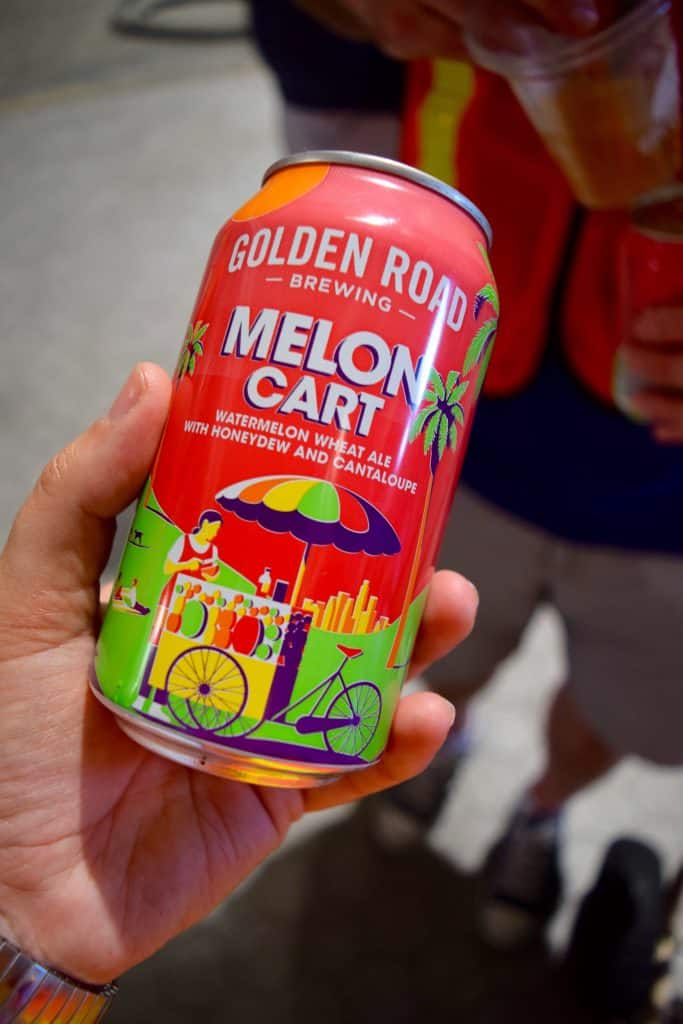 GOLDEN ROAD
BREWING
MELON
CART
WATERMELON WHEAT ALE
WITH HONEYDEW AND CANTALOUPE